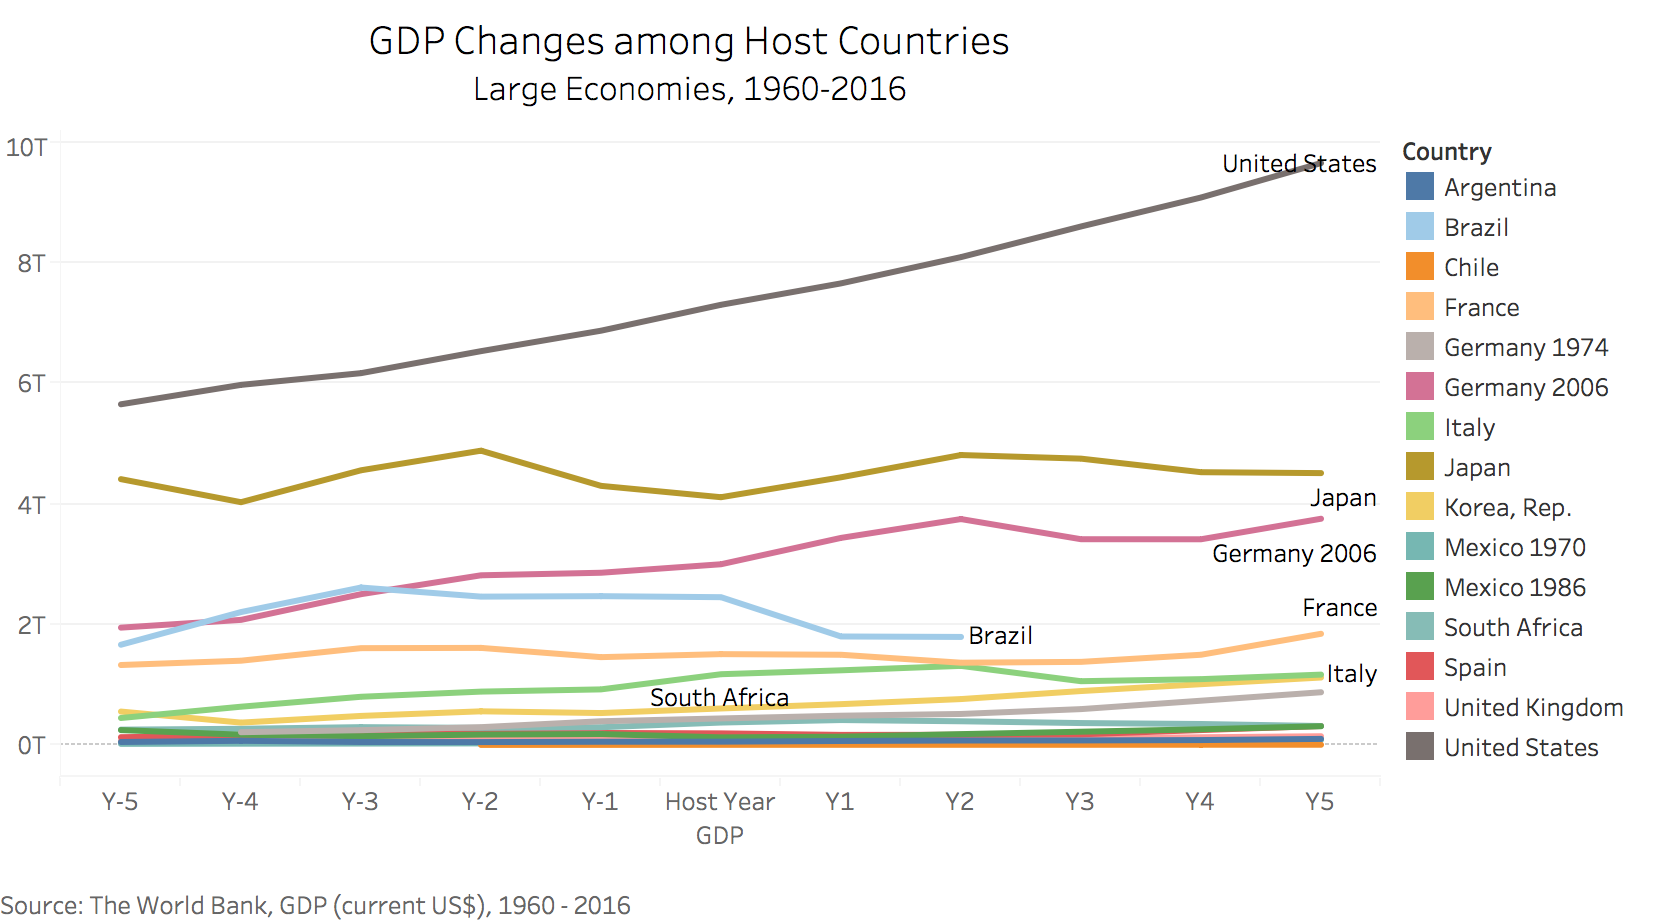 GDP Changes among Host Countries
Large Economies, 1960-2016
10T
8T
6T
4T
2T
0T
United States
Japan
Germany 2006
France
Brazil
Italy
South Africa
Y-5
Y-4
Y-3
Y-2
Y-1
Host Year
GDP
Y1
Y2
Y3
Y4
Y5
Country
Argentina
Brazil
Chile
France
Germany 1974
Germany 2006
Italy
Japan
Korea, Rep.
Mexico 1970
Mexico 1986
South Africa
Spain
United Kingdom
United States
Source: The World Bank, GDP (current US$), 1960 - 2016